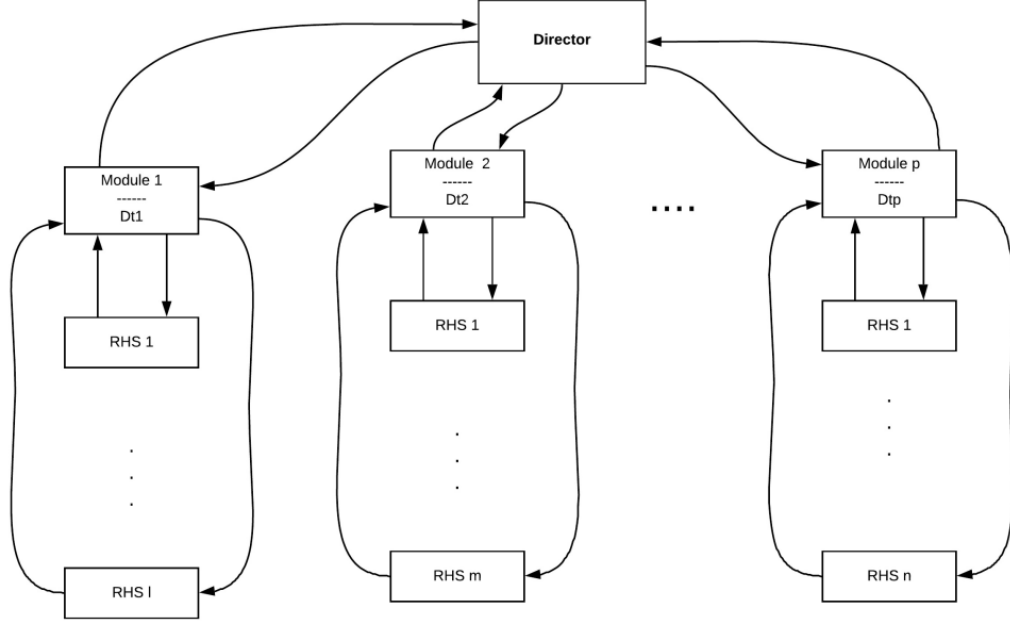 Director
Module 1
------
Dt1
Module 2
------
Dt2
....
Module p
------
Dtp
RHS 1
RHS 1
RHS 1
.
.
.
.
.
.
.
.
.
RHS l
RHS m
RHS n